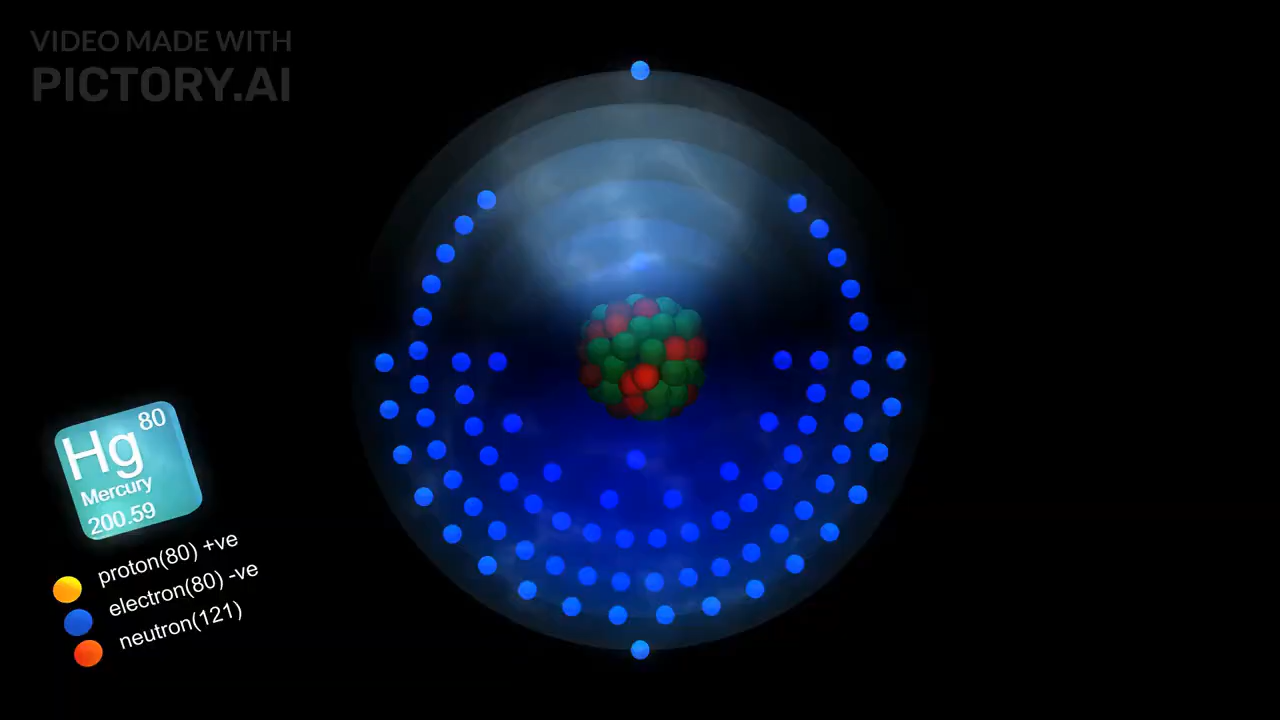 VIDEO MADE WITH
PICTORY.AI
80
Hg
Mercury
200.59
proton(80) +ve
electron(80) -ve
neutron(121)